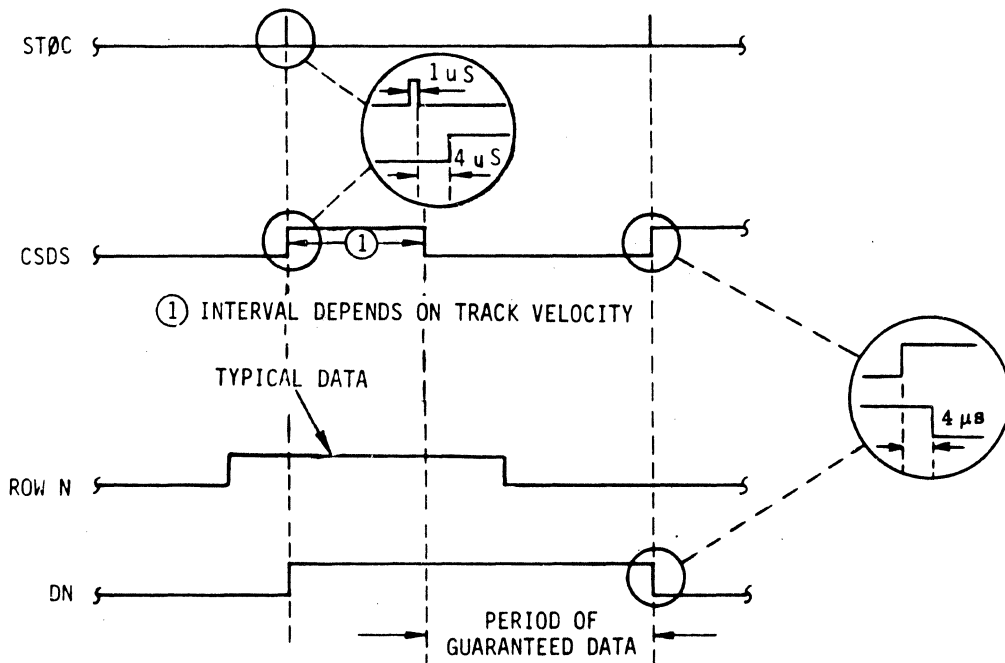 STØC
1 uS
4 uS
CSDS
1
1 INTERVAL DEPENDS ON TRACK VELOCITY
TYPICAL DATA
4 μs
ROW N
DN
PERIOD OF
GUARANTEED DATA